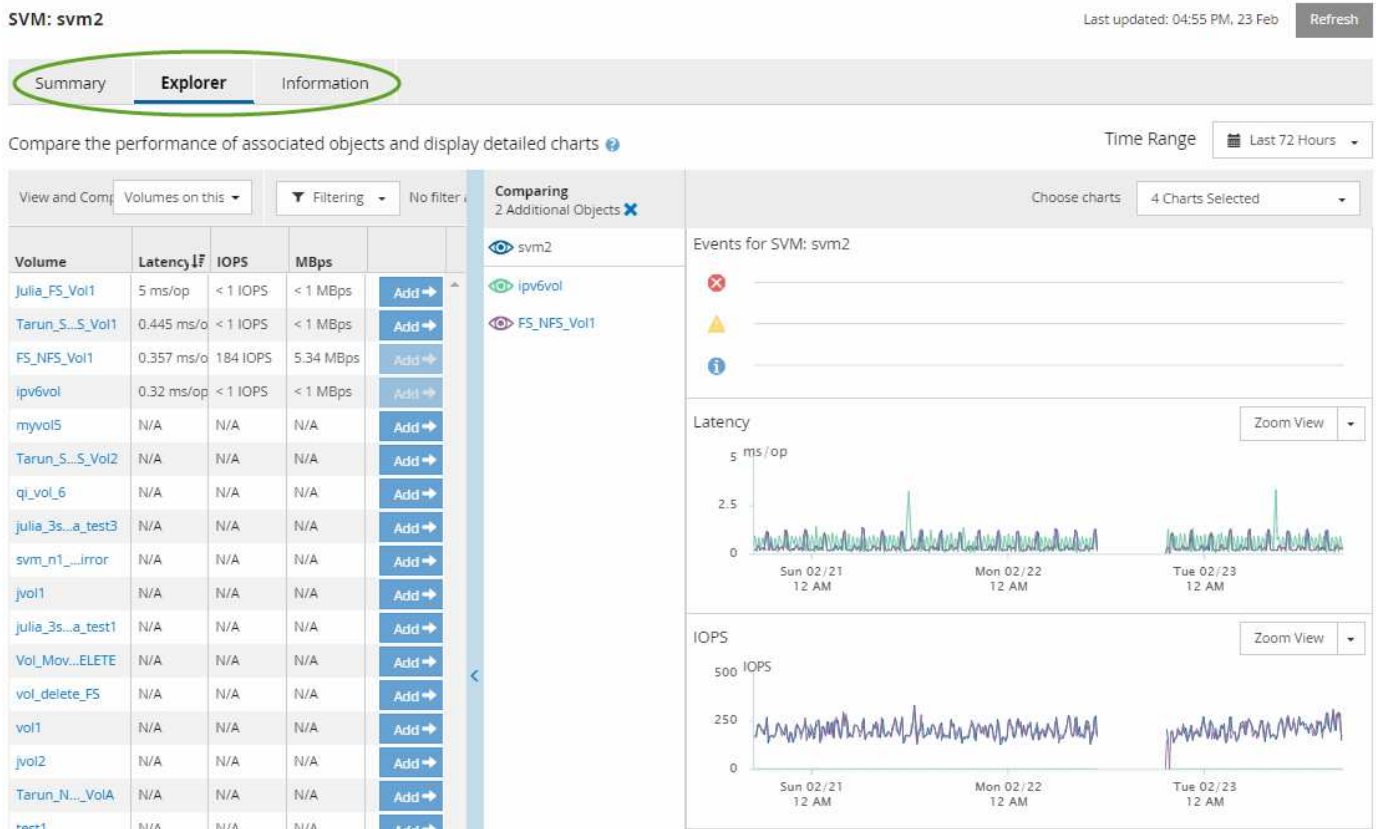 SVM: svm2
Last updated: 04:55 PM, 23 Feb Refresh
Summary Explorer Information
Compare the performance of associated objects and display detailed charts ?
Time Range Last 72 Hours
View and Comp Volumes on this Filtering No filter
Volume Latency IOPS MBps
Julia_FS_Vol1 5 ms/op < 1 IOPS < 1 MBps Add
Tarun_S...S_Vol1 0.445 ms/o < 1 IOPS < 1 MBps Add
FS_NFS_Vol1 0.357 ms/o 184 IOPS 5.34 MBps Add
ipv6vol 0.32 ms/op < 1 IOPS < 1 MBps Add
myvol5 N/A N/A N/A Add
Tarun_S...S_Vol2 N/A N/A N/A Add
qi_vol_6 N/A N/A N/A Add
julia_3s...a_test3 N/A N/A N/A Add
svm_n1_...irror N/A N/A N/A Add
jvol1 N/A N/A N/A Add
julia_3s...a_test1 N/A N/A N/A Add
Vol_Mov...ELETE N/A N/A N/A Add
vol_delete_FS N/A N/A N/A Add
vol1 N/A N/A N/A Add
jvol2 N/A N/A N/A Add
Tarun_N..._VolA N/A N/A N/A Add
test1 N/A N/A N/A Add
Comparing
2 Additional Objects
svm2
ipv6vol
FS_NFS_Vol1
Choose charts 4 Charts Selected
Events for SVM: svm2
Latency Zoom View
5 ms/op
2.5
0
Sun 02/21 Mon 02/22 Tue 02/23
12 AM 12 AM 12 AM
IOPS Zoom View
500 IOPS
250
0
Sun 02/21 Mon 02/22 Tue 02/23
12 AM 12 AM 12 AM